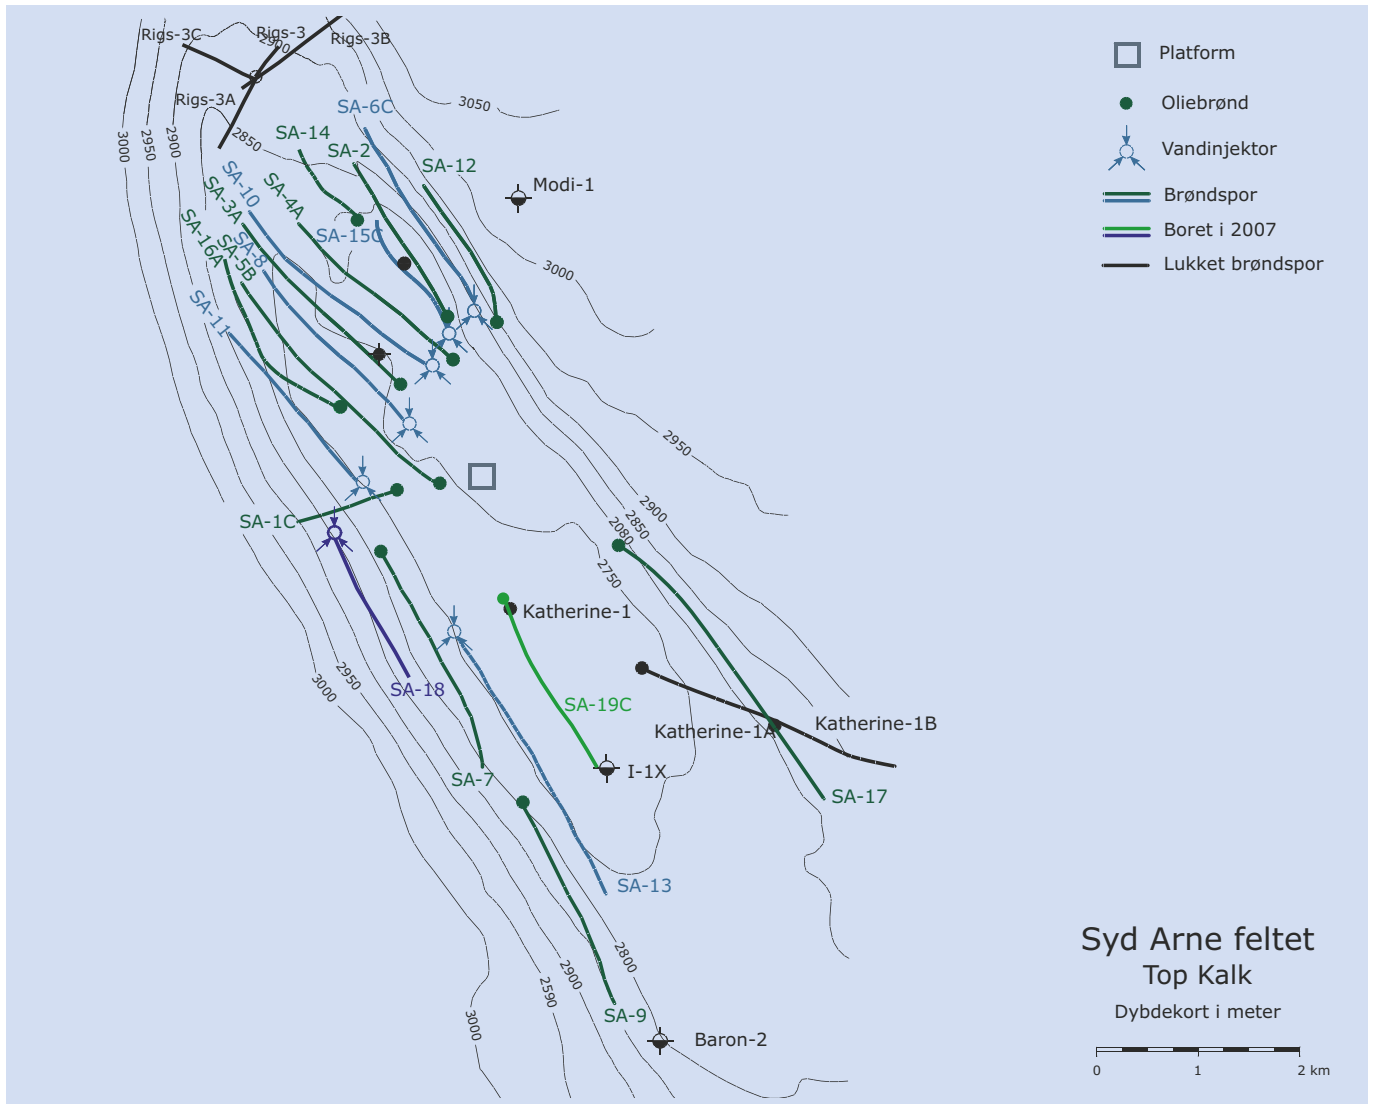 Rigs-3C
Rigs-3
Rigs-3B
2900
Rigs-3A
Platform
Oliebrønd
Vandinjektor
Brøndspor
Boret i 2007
Lukket brøndspor
3050
SA-6C
SA-14
SA-2
SA-12
3000
2950
2900
2850
Modi-1
SA-10
SA-3A
SA-4A
SA-16A
SA-5B
SA-8
SA-15C
3000
SA-11
2950
2900
2850
2080
SA-1C
2750
Katherine-1
2950
3000
SA-18
SA-19C
Katherine-1A
Katherine-1B
SA-7
I-1X
SA-17
SA-13
2800
2900
2590
3000
SA-9
Baron-2
Syd Arne feltet
Top Kalk
Dybdekort i meter
0 1 2 km